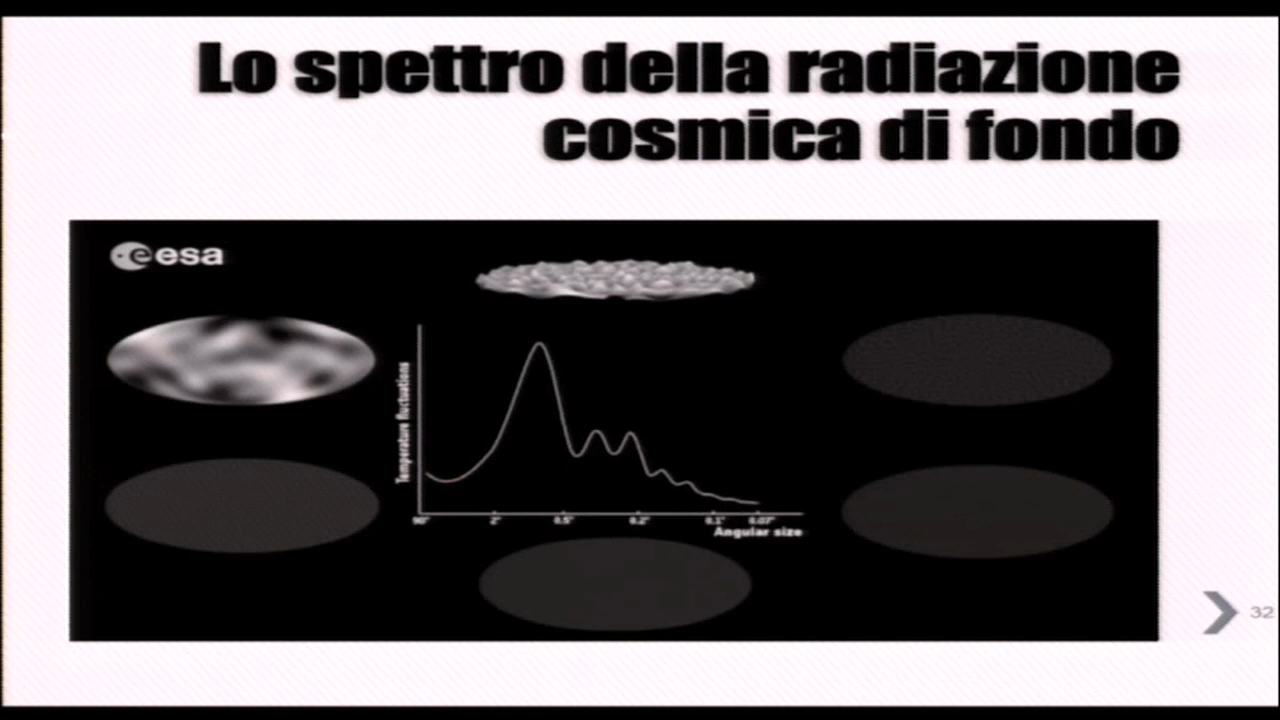 Lo spettro della radiazione
cosmica di fondo
esa
Temperature fluctuations
90° 2° 0.5° 0.2° 0.1° 0.07°
Angular size
32